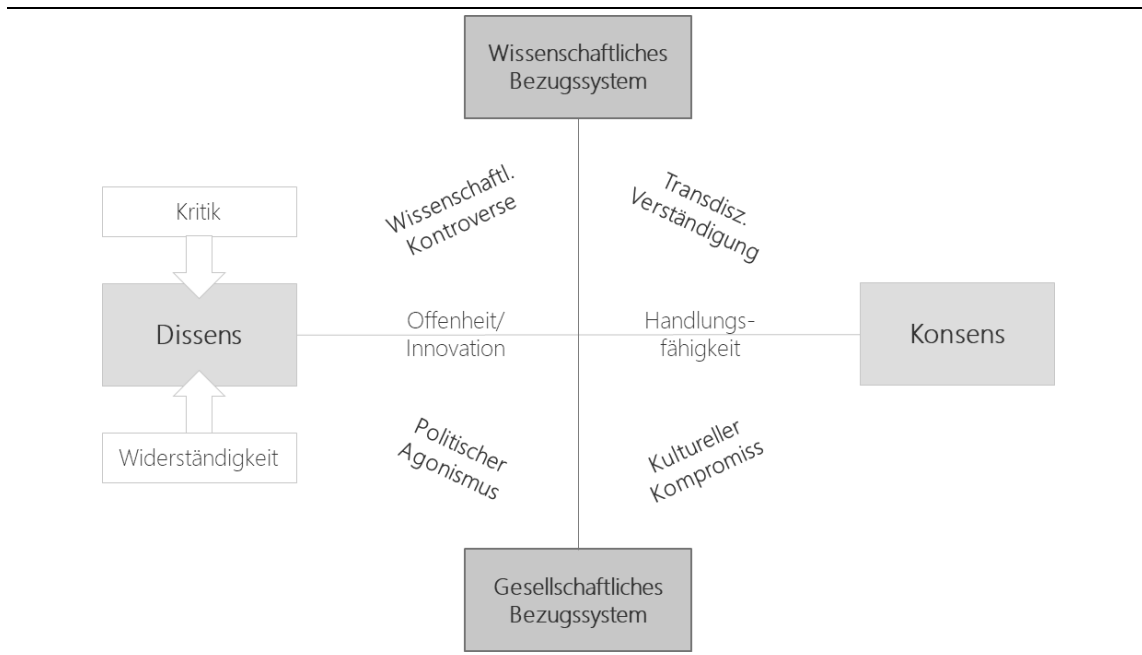 Wissenschaftliches
Bezugssystem
Wissenschaftl.
Kontroverse
Transdisz.
Verständigung
Kritik
Dissens
Offenheit/
Innovation
Handlungs-
fähigkeit
Konsens
Widerständigkeit
Politischer
Agonismus
Kultureller
Kompromiss
Gesellschaftliches
Bezugssystem